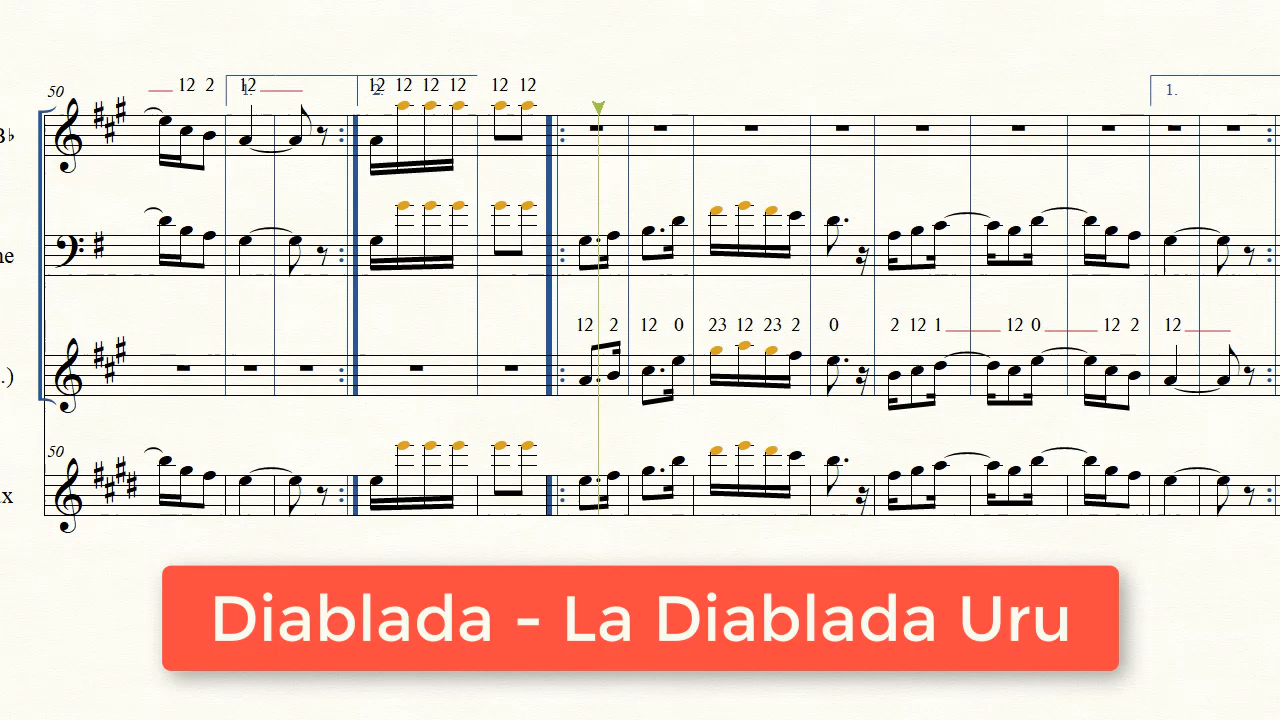 50 12 2 12 1. 12 2. 12 12 12 12 12 1.
B♭
ne
12 2 12 0 23 12 23 2 0 2 12 1 12 0 12 2 12
.)
50
x
Diablada - La Diablada Uru